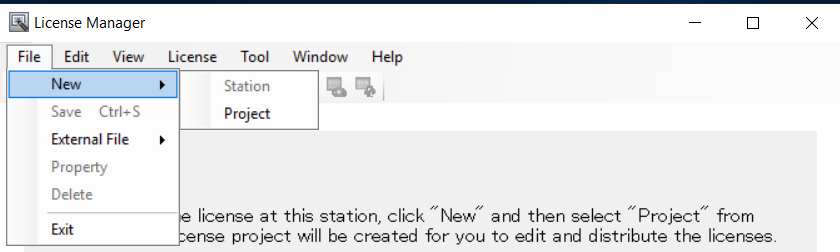 License Manager
File Edit View License Tool Window Help
New
Station
Save Ctrl+S
Project
External File
Property
Delete
Exit
license at this station, click "New" and then select "Project" from
project will be created for you to edit and distribute the licenses.